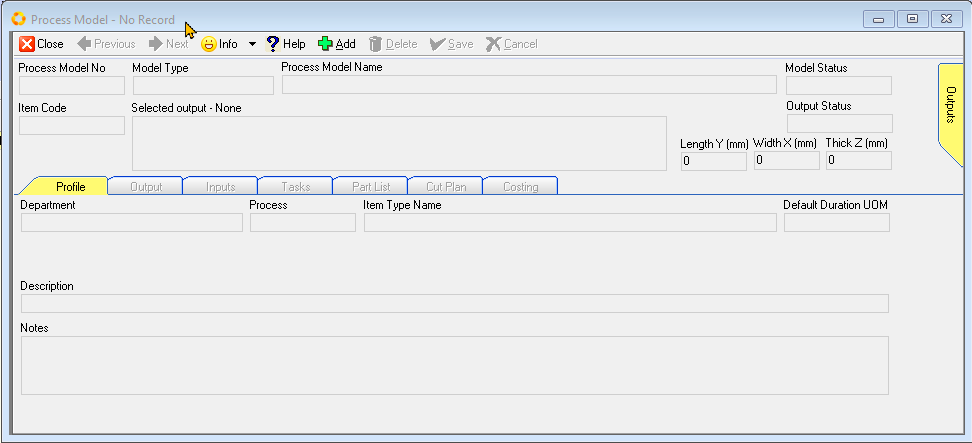 Process Model - No Record
Close Previous Next Info Help Add Delete Save Cancel
Process Model No Model Type Process Model Name Model Status
Item Code Selected output - None Output Status
Length Y (mm) Width X (mm) Thick Z (mm)
0 0 0
Outputs
Profile Output Inputs Tasks Part List Cut Plan Costing
Department Process Item Type Name Default Duration UOM
Description
Notes